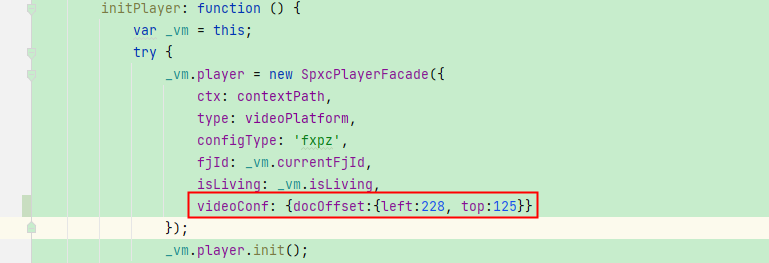 initPlayer: function () {
var _vm = this;
try {
_vm.player = new SpxcPlayerFacade({
ctx: contextPath,
type: videoPlatform,
configType: 'fxpz',
fjId: _vm.currentFjId,
isLiving: _vm.isLiving,
videoConf: {docOffset:{left:228, top:125}}
});
_vm.player.init();